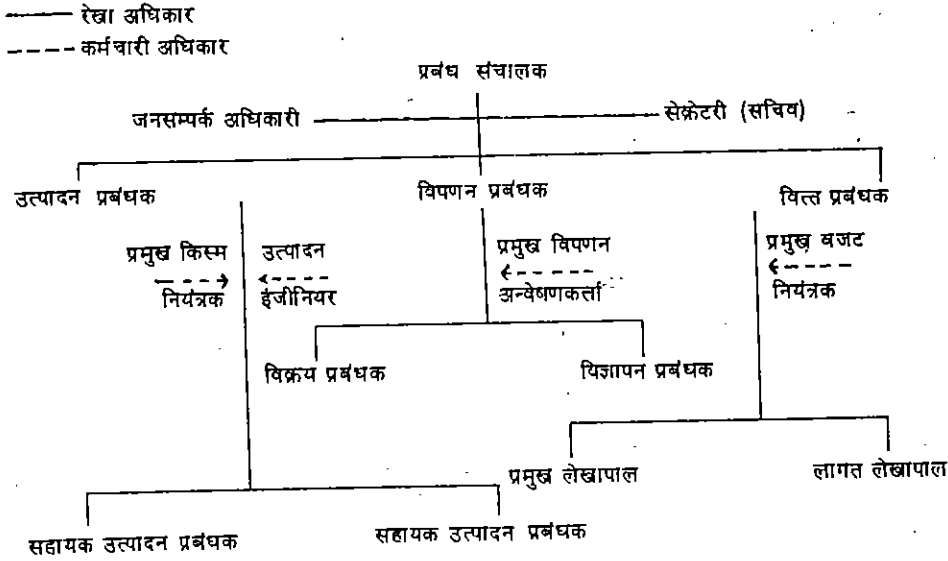 रेखा अधिकार
कर्मचारी अधिकार
प्रबंध संचालक
जनसम्पर्क अधिकारी सेक्रेटरी (सचिव)
उत्पादन प्रबंधक विपणन प्रबंधक वित्त प्रबंधक
प्रमुख किस्म उत्पादन प्रमुख विपणन प्रमुख बजट
नियंत्रक इंजीनियर अन्वेषणकर्त्ता नियंत्रक
विक्रय प्रबंधक विज्ञापन प्रबंधक
प्रमुख लेखापाल लागत लेखापाल
सहायक उत्पादन प्रबंधक सहायक उत्पादन प्रबंधक